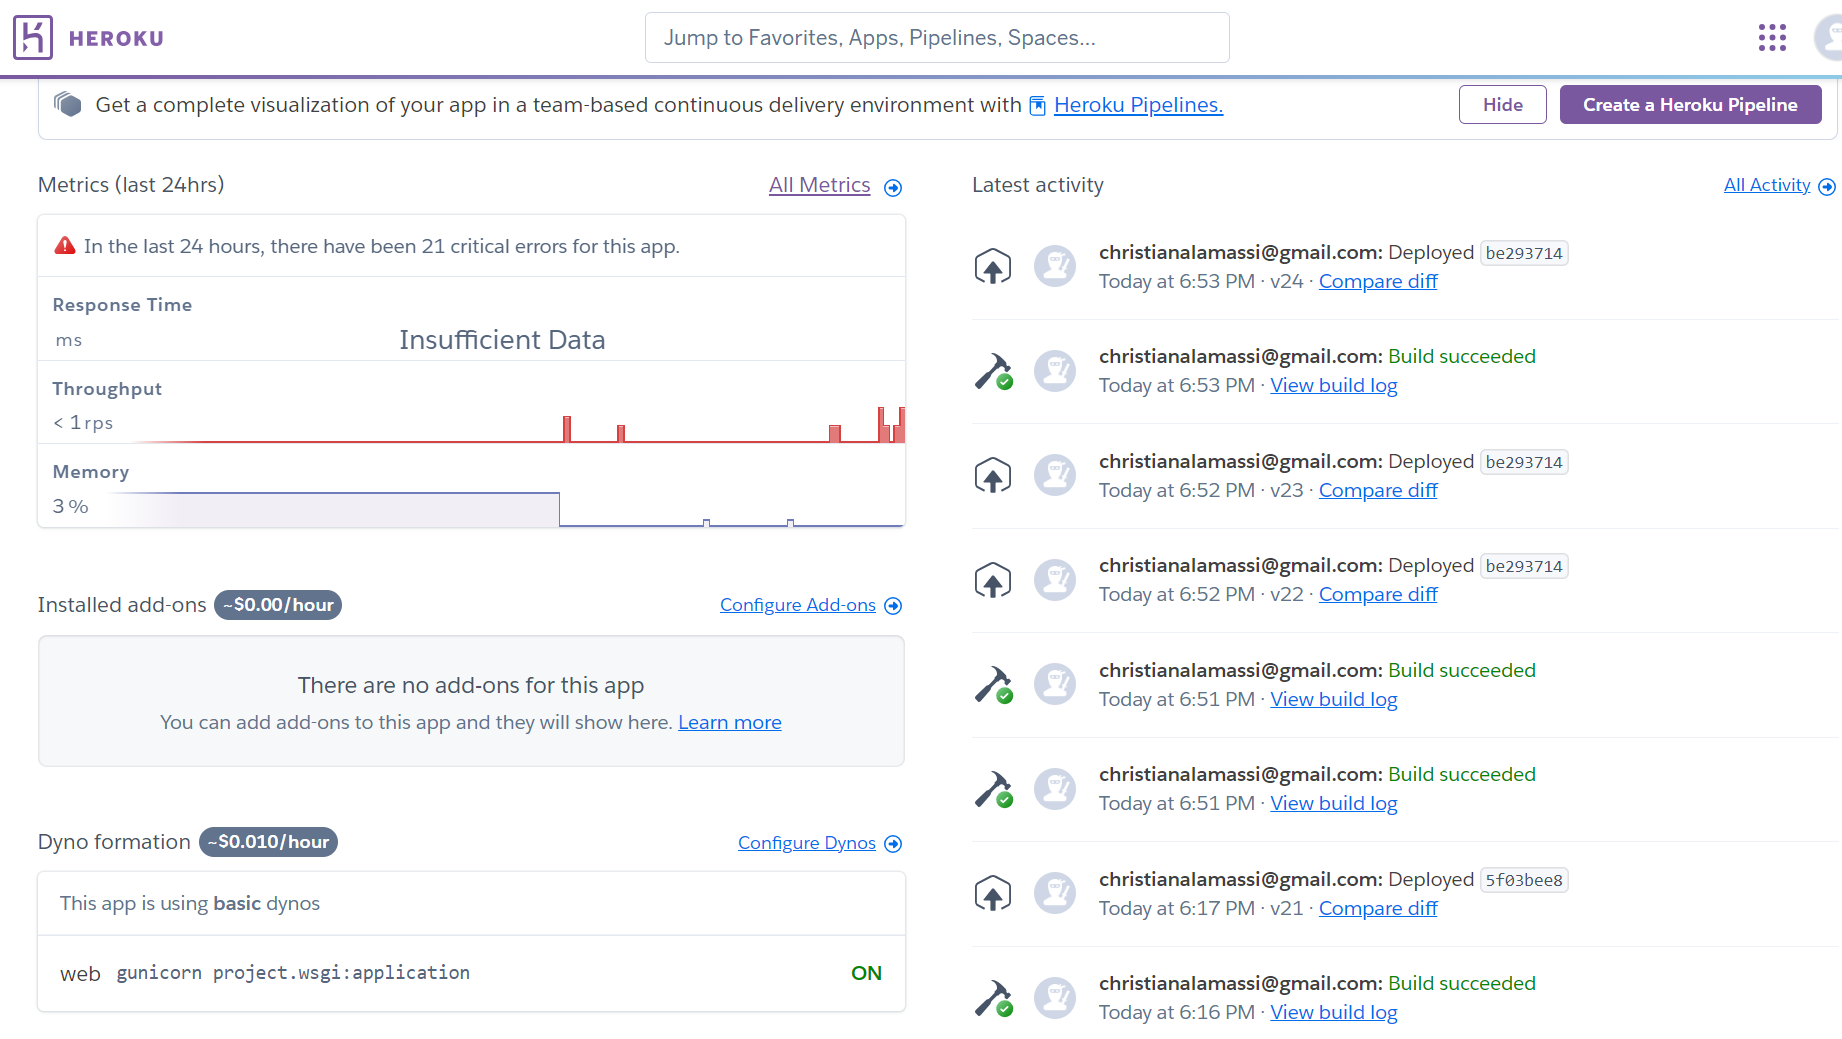 HEROKU
Jump to Favorites, Apps, Pipelines, Spaces...
Get a complete visualization of your app in a team-based continuous delivery environment with Heroku Pipelines.
Hide
Create a Heroku Pipeline
Metrics (last 24hrs)
All Metrics
In the last 24 hours, there have been 21 critical errors for this app.
Response Time
ms
Insufficient Data
Throughput
< 1 rps
Memory
3 %
Installed add-ons ~$0.00/hour
Configure Add-ons
There are no add-ons for this app
You can add add-ons to this app and they will show here. Learn more
Dyno formation ~$0.010/hour
Configure Dynos
This app is using basic dynos
web gunicorn project.wsgi:application
ON
Latest activity
All Activity
christianalamassi@gmail.com: Deployed be293714
Today at 6:53 PM · v24 · Compare diff
christianalamassi@gmail.com: Build succeeded
Today at 6:53 PM · View build log
christianalamassi@gmail.com: Deployed be293714
Today at 6:52 PM · v23 · Compare diff
christianalamassi@gmail.com: Deployed be293714
Today at 6:52 PM · v22 · Compare diff
christianalamassi@gmail.com: Build succeeded
Today at 6:51 PM · View build log
christianalamassi@gmail.com: Build succeeded
Today at 6:51 PM · View build log
christianalamassi@gmail.com: Deployed 5f03bee8
Today at 6:17 PM · v21 · Compare diff
christianalamassi@gmail.com: Build succeeded
Today at 6:16 PM · View build log